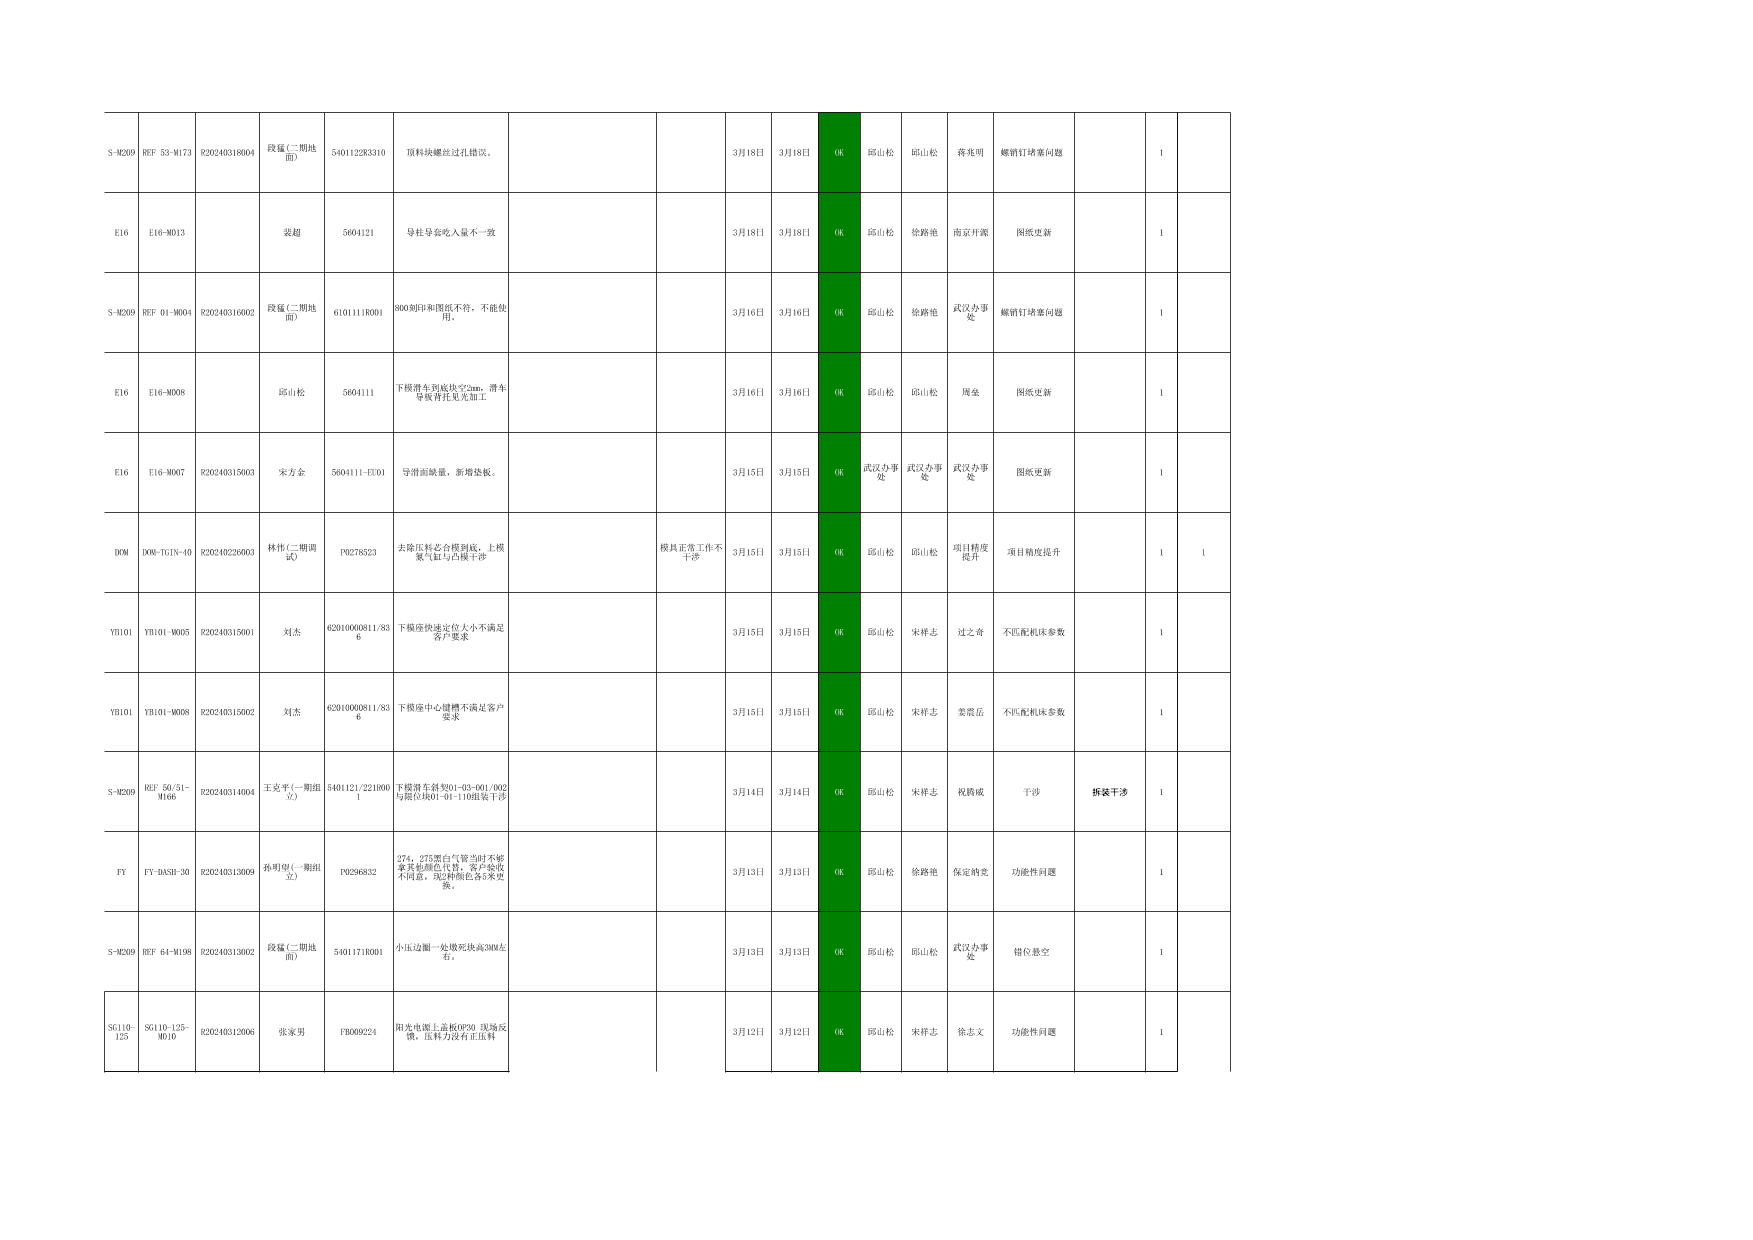 S-M209 REF 53-M173 R20240318004 段猛(二期地面) 5401122R3310 顶料块螺丝过孔错误。 3月18日 3月18日 OK 邱山松 邱山松 蒋兆明 螺销钉堵塞问题 1
E16 E16-M013 裴超 5604121 导柱导套吃入量不一致 3月18日 3月18日 OK 邱山松 徐路艳 南京开源 图纸更新 1
S-M209 REF 01-M004 R20240316002 段猛(二期地面) 6101111R001 800刻印和图纸不符，不能使用。 3月16日 3月16日 OK 邱山松 徐路艳 武汉办事处 螺销钉堵塞问题 1
E16 E16-M008 邱山松 5604111 下模滑车到底块空2mm，滑车导板背托见光加工 3月16日 3月16日 OK 邱山松 邱山松 周垒 图纸更新 1
E16 E16-M007 R20240315003 宋方金 5604111-EU01 导滑面缺量，新增垫板。 3月15日 3月15日 OK 武汉办事处 武汉办事处 武汉办事处 图纸更新 1
DOM DOM-TGIN-40 R20240226003 林伟(二期调试) P0278523 去除压料芯合模到底，上模氮气缸与凸模干涉 模具正常工作不干涉 3月15日 3月15日 OK 邱山松 邱山松 项目精度提升 项目精度提升 1 1
YB101 YB101-M005 R20240315001 刘杰 62010000811/836 下模座快速定位大小不满足客户要求 3月15日 3月15日 OK 邱山松 宋祥志 过之奇 不匹配机床参数 1
YB101 YB101-M008 R20240315002 刘杰 62010000811/836 下模座中心键槽不满足客户要求 3月15日 3月15日 OK 邱山松 宋祥志 姜震岳 不匹配机床参数 1
S-M209 REF 50/51-M166 R20240314004 王克平(一期组立) 5401121/221R001 下模滑车斜契01-03-001/002与限位块01-01-110组装干涉 3月14日 3月14日 OK 邱山松 宋祥志 祝腾威 干涉 拆装干涉 1
FY FY-DASH-30 R20240313009 孙明望(一期组立) P0296832 274，275黑白气管当时不够拿其他颜色代替，客户验收不同意，现2种颜色各5米更换。 3月13日 3月13日 OK 邱山松 徐路艳 保定纳竞 功能性问题 1
S-M209 REF 64-M198 R20240313002 段猛(二期地面) 5401171R001 小压边圈一处墩死块高3MM左右。 3月13日 3月13日 OK 邱山松 邱山松 武汉办事处 错位悬空 1
SG110-125 SG110-125-M010 R20240312006 张家男 FB009224 阳光电源上盖板OP30 现场反馈，压料力没有正压料 3月12日 3月12日 OK 邱山松 宋祥志 徐志文 功能性问题 1